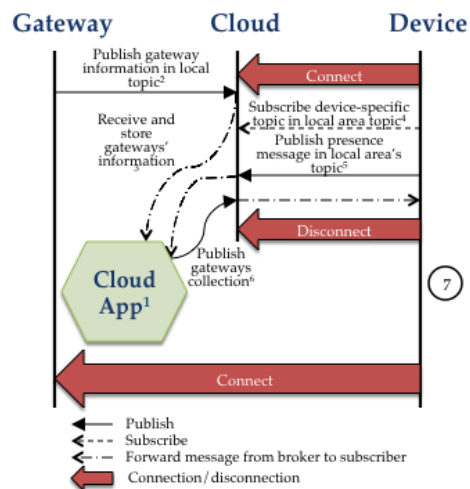 Gateway Cloud Device
Publish gateway
information in local
topic²
Connect
Subscribe device-specific
topic in local area topic⁴
Receive and
store
gateways'
information
3
Publish presence
message in local area's
topic⁵
Disconnect
Publish
gateways
collection⁶
Cloud
App¹
7
Connect
Publish
Subscribe
Forward message from broker to subscriber
Connection/disconnection